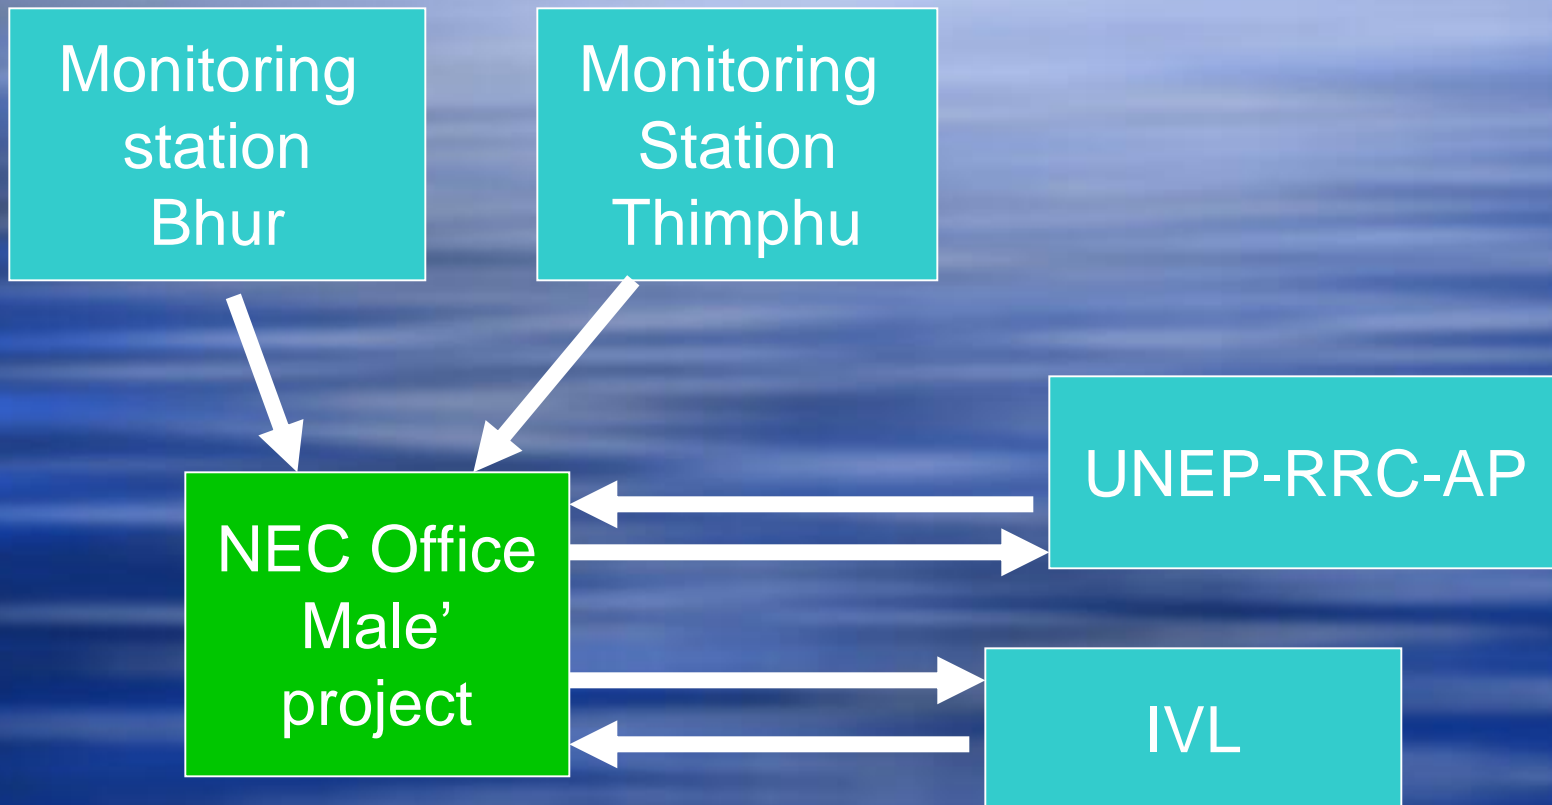 Monitoring
station
Bhur
Monitoring
Station
Thimphu
UNEP-RRC-AP
NEC Office
Male’
project
IVL